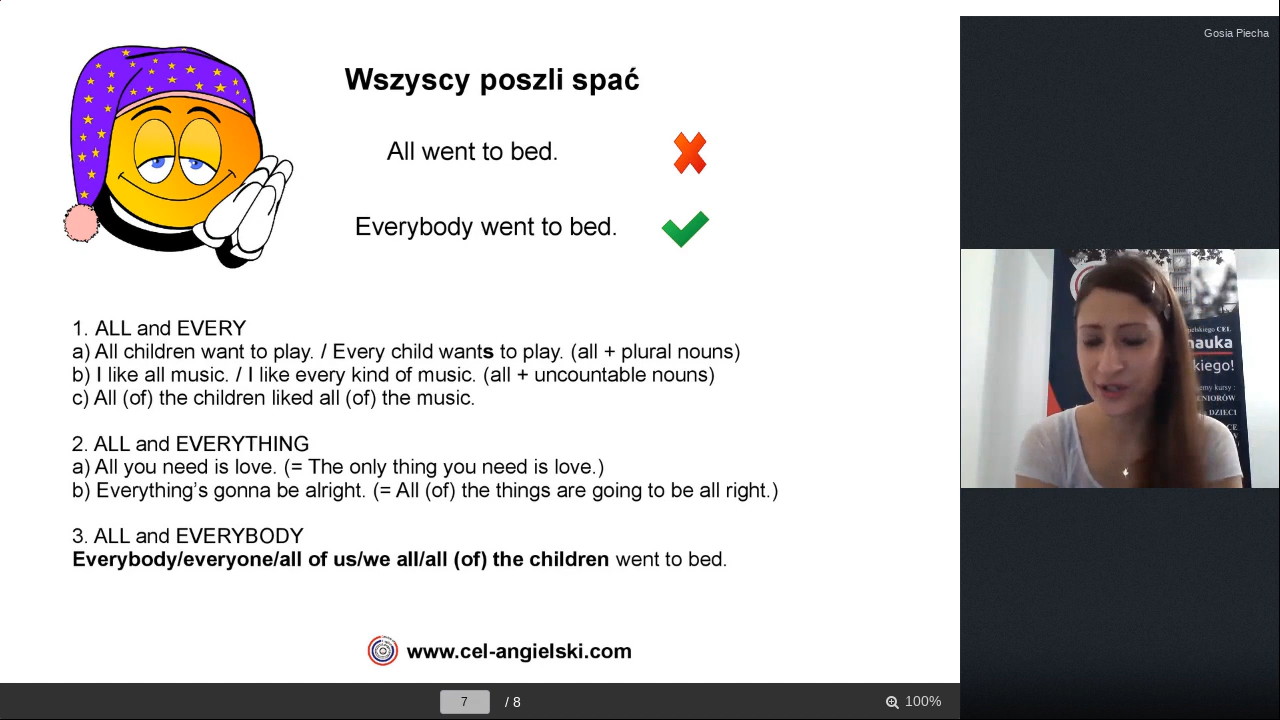 Wszyscy poszli spać
All went to bed.
Everybody went to bed.
1. ALL and EVERY
a) All children want to play. / Every child wants to play. (all + plural nouns)
b) I like all music. / I like every kind of music. (all + uncountable nouns)
c) All (of) the children liked all (of) the music.
2. ALL and EVERYTHING
a) All you need is love. (= The only thing you need is love.)
b) Everything's gonna be alright. (= All (of) the things are going to be all right.)
3. ALL and EVERYBODY
Everybody/everyone/all of us/we all/all (of) the children went to bed.
www.cel-angielski.com
7 / 8
100%
Gosia Piecha
CEL
nauka
DZIECI